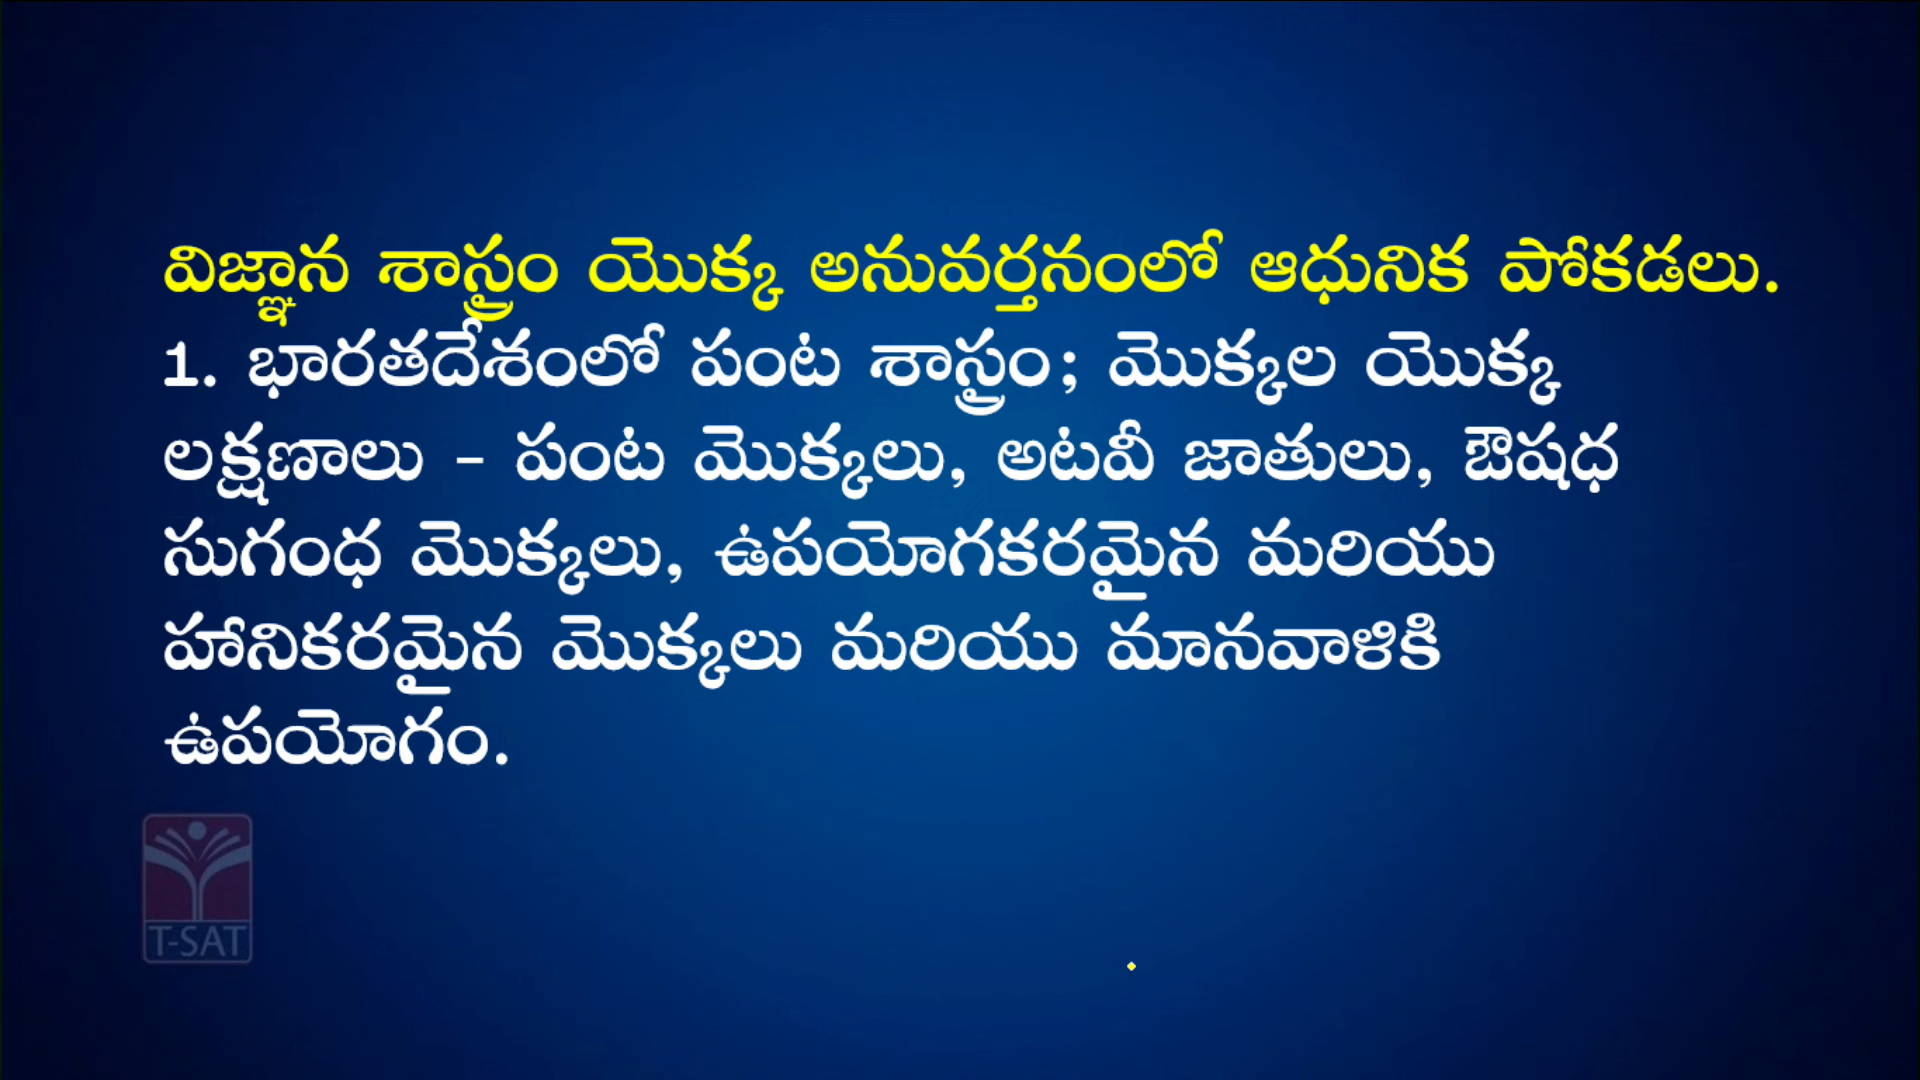 విజ్ఞాన శాస్త్రం యొక్క అనువర్తనంలో ఆధునిక పోకడలు.
1. భారతదేశంలో పంట శాస్త్రం; మొక్కల యొక్క
లక్షణాలు - పంట మొక్కలు, అటవీ జాతులు, ఔషధ
సుగంధ మొక్కలు, ఉపయోగకరమైన మరియు
హానికరమైన మొక్కలు మరియు మానవాళికి
ఉపయోగం.
T-SAT